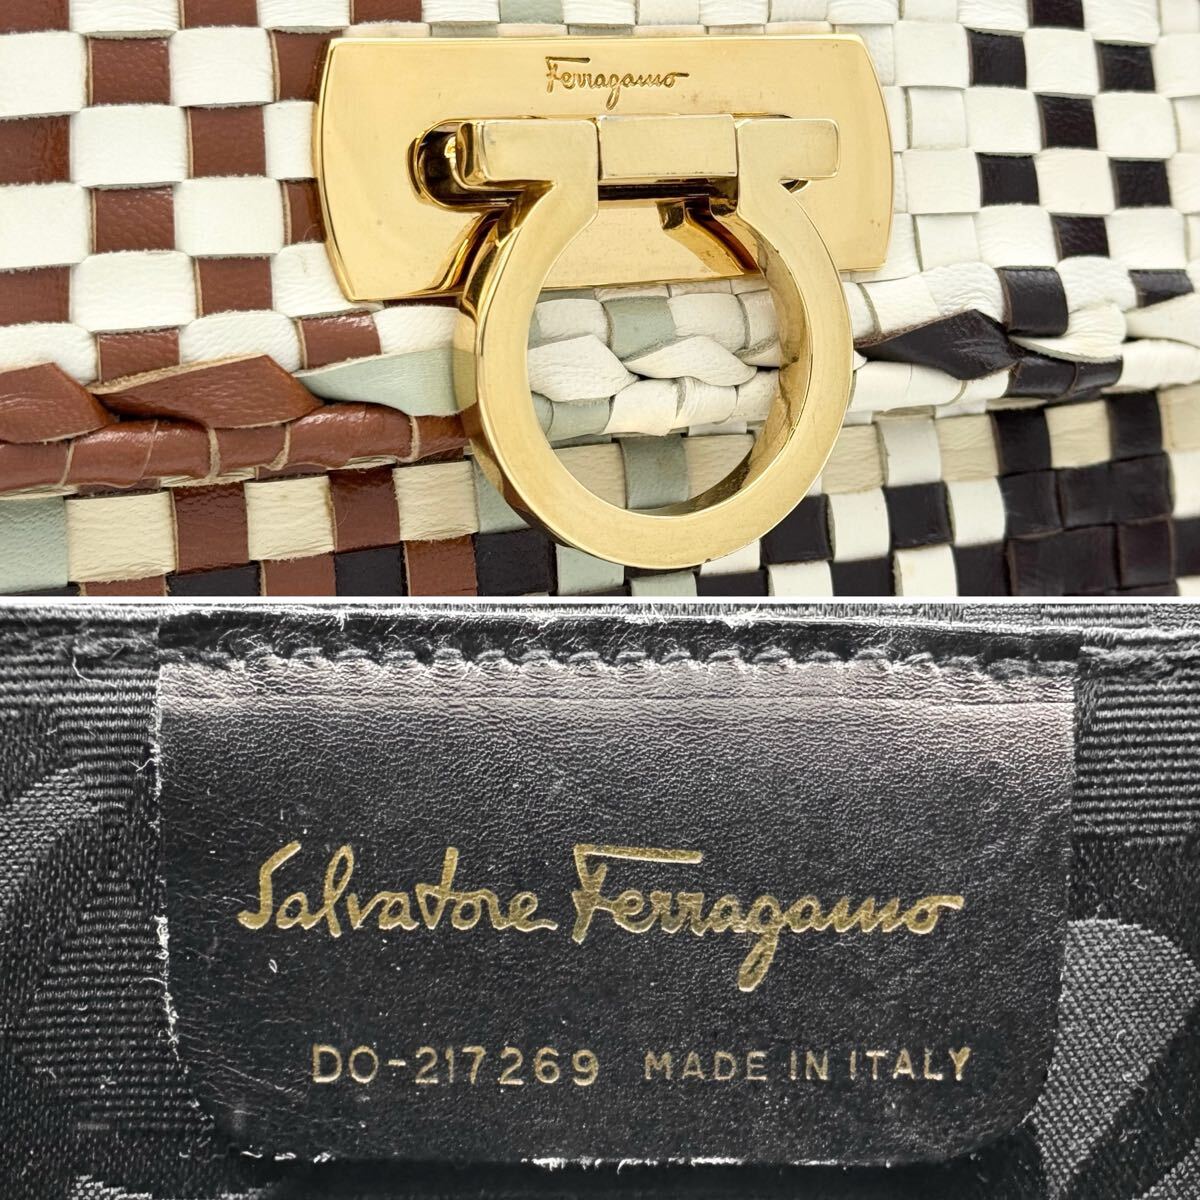 Ferragamo
Salvatore Ferragamo
DO-217269 MADE IN ITALY